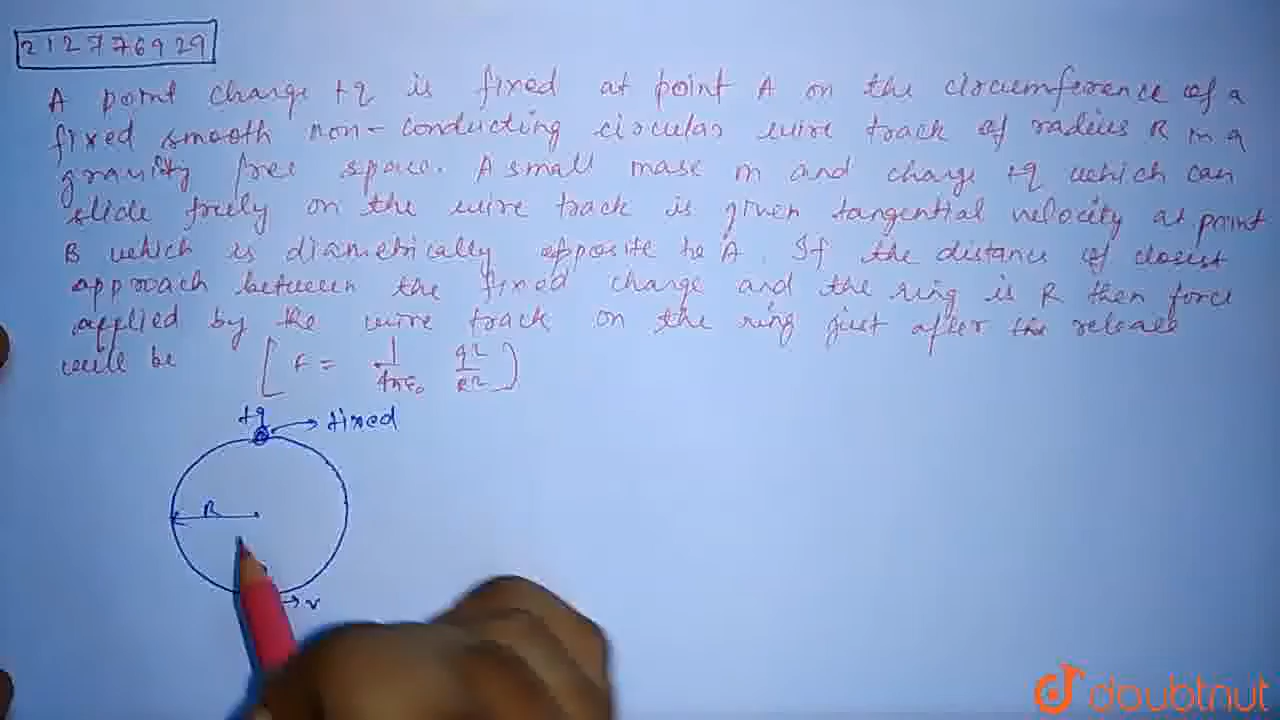 212776929
A point charge +q is fixed at point A on the circumference of a
fixed smooth non-conducting circular wire track of radius R in a
gravity free space. A small mass m and charge +q which can
slide freely on the wire track is given tangential velocity at point
B which is diametrically opposite to A. If the distance of closest
approach between the fixed charge and the ring is R then force
applied by the wire track on the ring just after the release
will be [F = 1/4πε₀ q²/R²]
+q → fixed
R
→ v
doubtnut